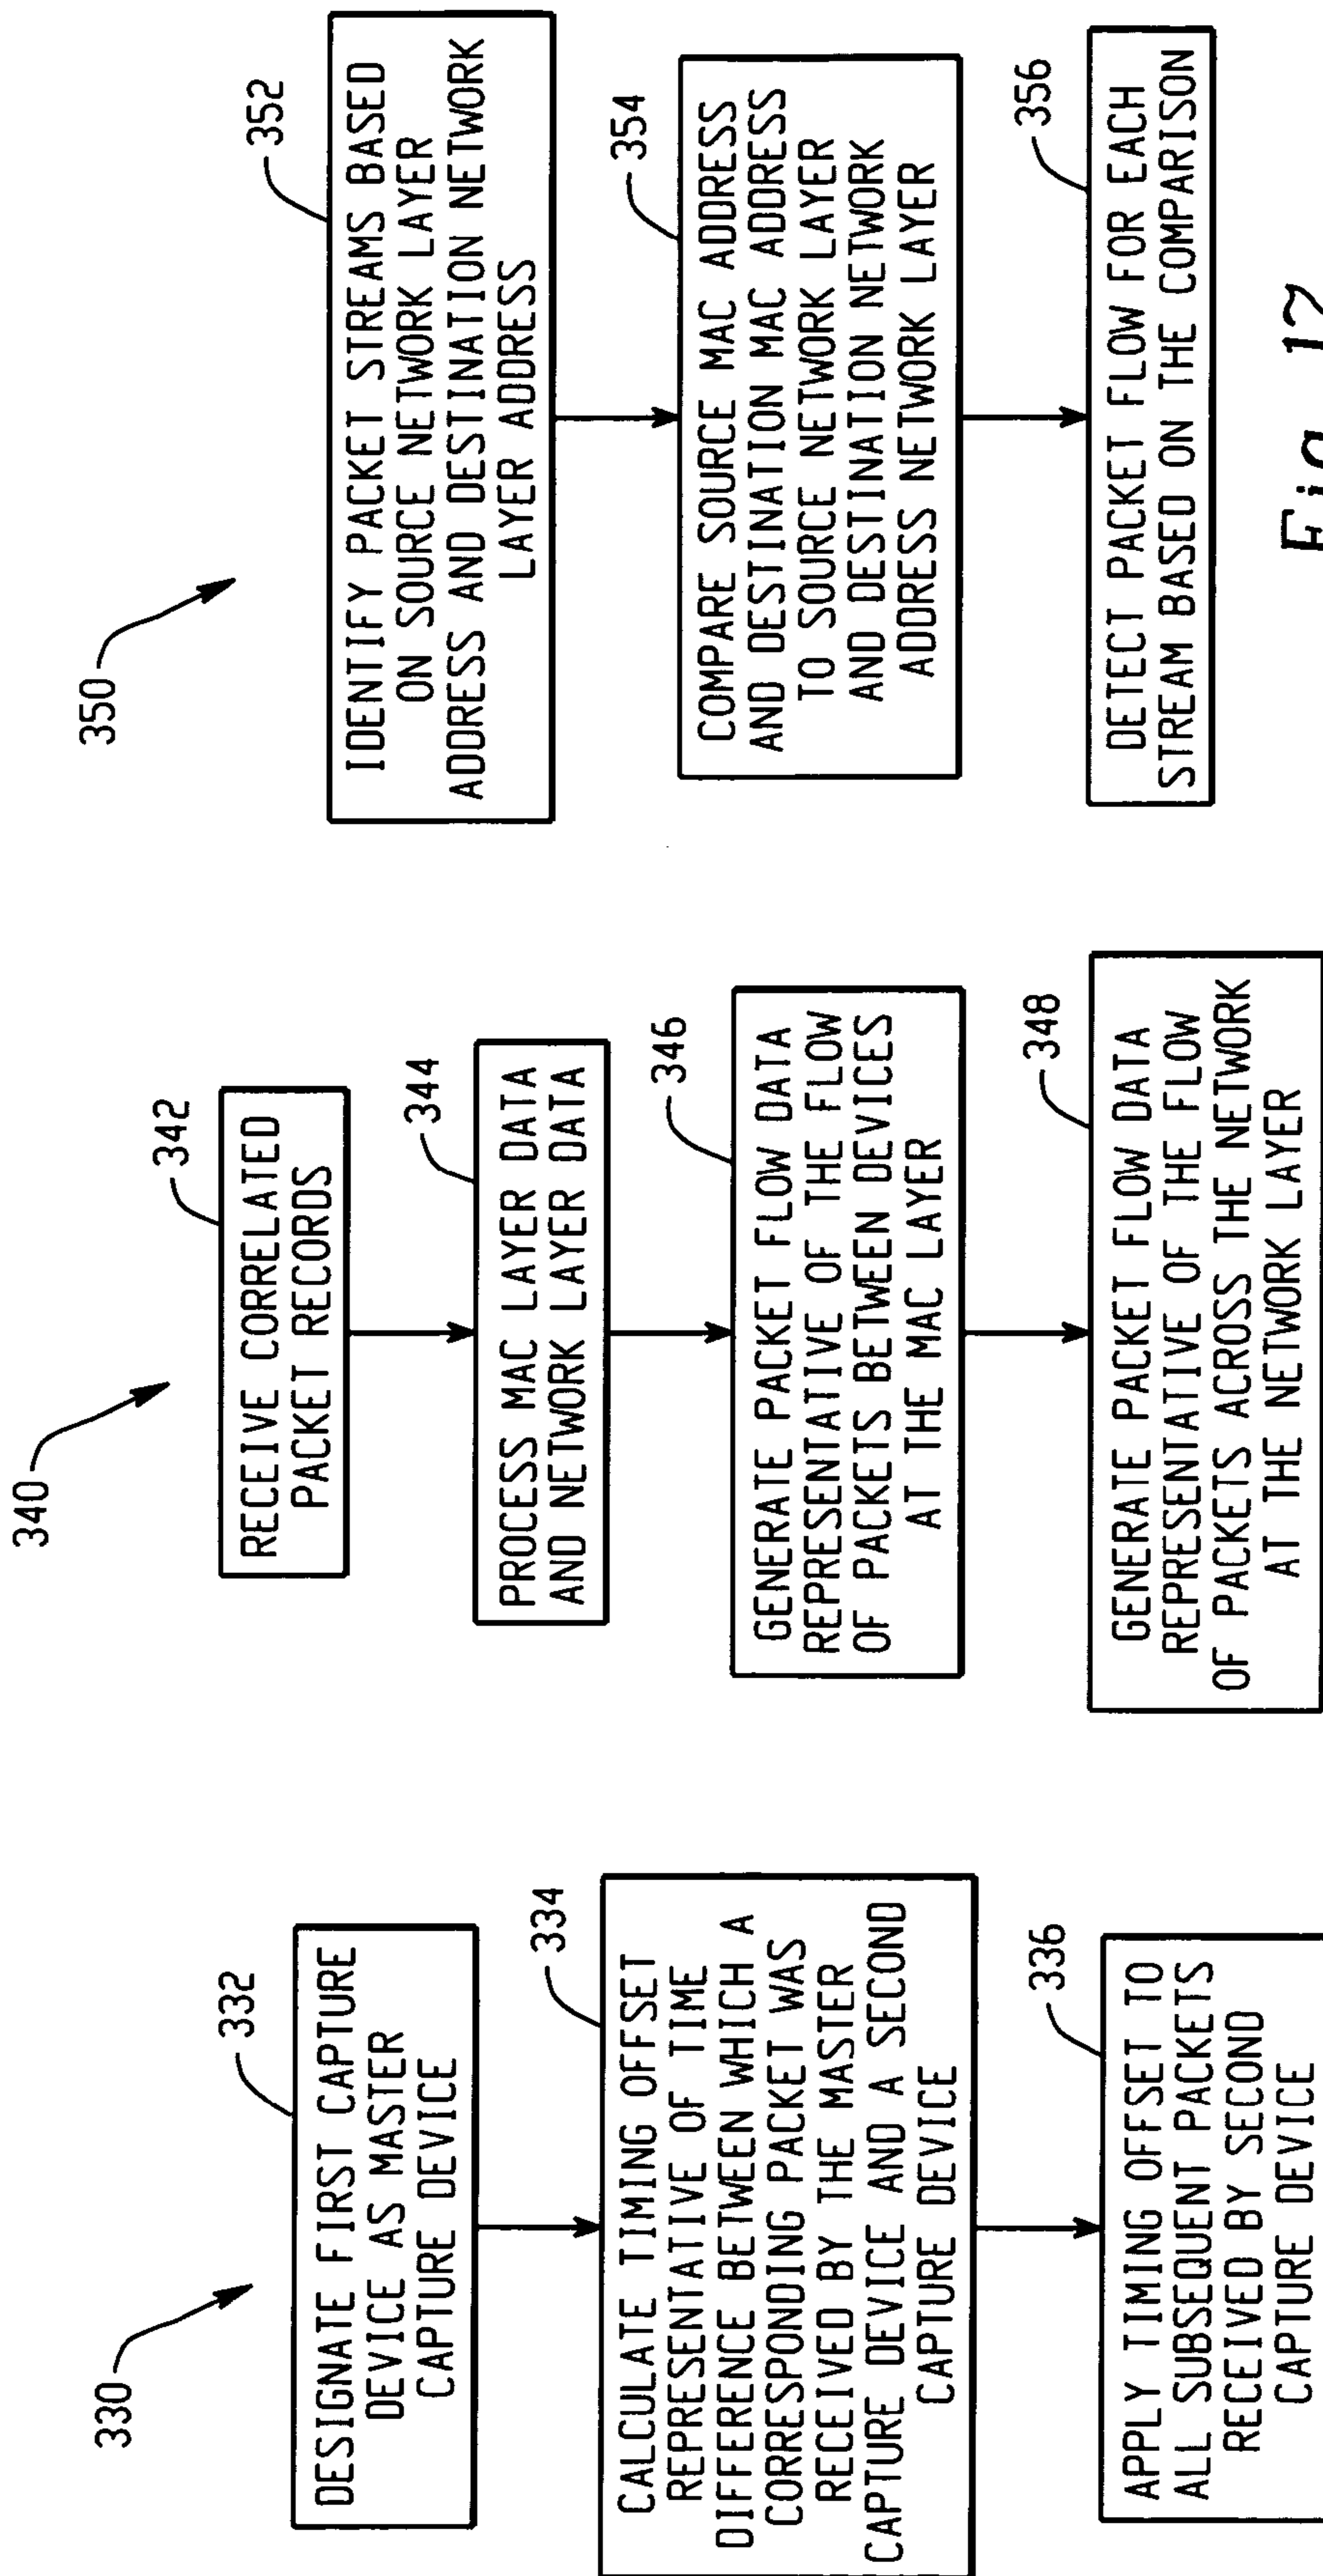 330
332
DESIGNATE FIRST CAPTURE
DEVICE AS MASTER
CAPTURE DEVICE
334
CALCULATE TIMING OFFSET
REPRESENTATIVE OF TIME
DIFFERENCE BETWEEN WHICH A
CORRESPONDING PACKET WAS
RECEIVED BY THE MASTER
CAPTURE DEVICE AND A SECOND
CAPTURE DEVICE
336
APPLY TIMING OFFSET TO
ALL SUBSEQUENT PACKETS
RECEIVED BY SECOND
CAPTURE DEVICE
340
342
RECEIVE CORRELATED
PACKET RECORDS
344
PROCESS MAC LAYER DATA
AND NETWORK LAYER DATA
346
GENERATE PACKET FLOW DATA
REPRESENTATIVE OF THE FLOW
OF PACKETS BETWEEN DEVICES
AT THE MAC LAYER
348
GENERATE PACKET FLOW DATA
REPRESENTATIVE OF THE FLOW
OF PACKETS ACROSS THE NETWORK
AT THE NETWORK LAYER
350
352
IDENTIFY PACKET STREAMS BASED
ON SOURCE NETWORK LAYER
ADDRESS AND DESTINATION NETWORK
LAYER ADDRESS
354
COMPARE SOURCE MAC ADDRESS
AND DESTINATION MAC ADDRESS
TO SOURCE NETWORK LAYER
AND DESTINATION NETWORK
ADDRESS NETWORK LAYER
356
DETECT PACKET FLOW FOR EACH
STREAM BASED ON THE COMPARISON